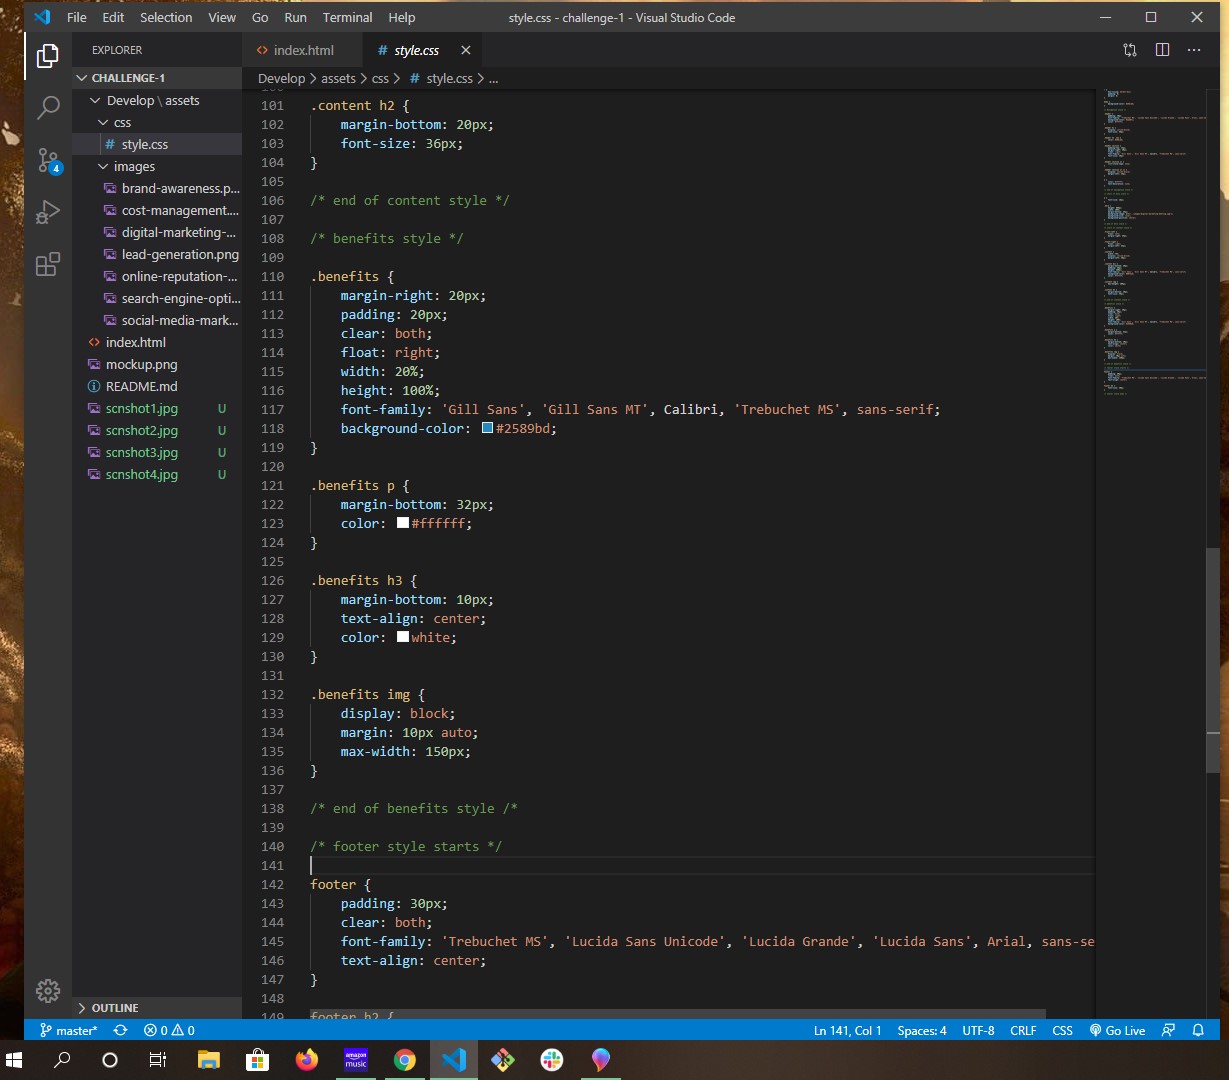 File Edit Selection View Go Run Terminal Help style.css - challenge-1 - Visual Studio Code
EXPLORER
CHALLENGE-1
Develop \ assets
css
# style.css
images
brand-awareness.p...
cost-management....
digital-marketing-...
lead-generation.png
online-reputation-...
search-engine-opti...
social-media-mark...
<> index.html
mockup.png
README.md
scnshot1.jpg U
scnshot2.jpg U
scnshot3.jpg U
scnshot4.jpg U
OUTLINE
4
<> index.html
# style.css
Develop > assets > css > # style.css > ...
101 .content h2 {
102 margin-bottom: 20px;
103 font-size: 36px;
104 }
105
106 /* end of content style */
107
108 /* benefits style */
109
110 .benefits {
111 margin-right: 20px;
112 padding: 20px;
113 clear: both;
114 float: right;
115 width: 20%;
116 height: 100%;
117 font-family: 'Gill Sans', 'Gill Sans MT', Calibri, 'Trebuchet MS', sans-serif;
118 background-color: #2589bd;
119 }
120
121 .benefits p {
122 margin-bottom: 32px;
123 color: #ffffff;
124 }
125
126 .benefits h3 {
127 margin-bottom: 10px;
128 text-align: center;
129 color: white;
130 }
131
132 .benefits img {
133 display: block;
134 margin: 10px auto;
135 max-width: 150px;
136 }
137
138 /* end of benefits style /*
139
140 /* footer style starts */
141
142 footer {
143 padding: 30px;
144 clear: both;
145 font-family: 'Trebuchet MS', 'Lucida Sans Unicode', 'Lucida Grande', 'Lucida Sans', Arial, sans-se
146 text-align: center;
147 }
148
149 footer h2 {
master* 0 0 Ln 141, Col 1 Spaces: 4 UTF-8 CRLF CSS Go Live
amazon
music